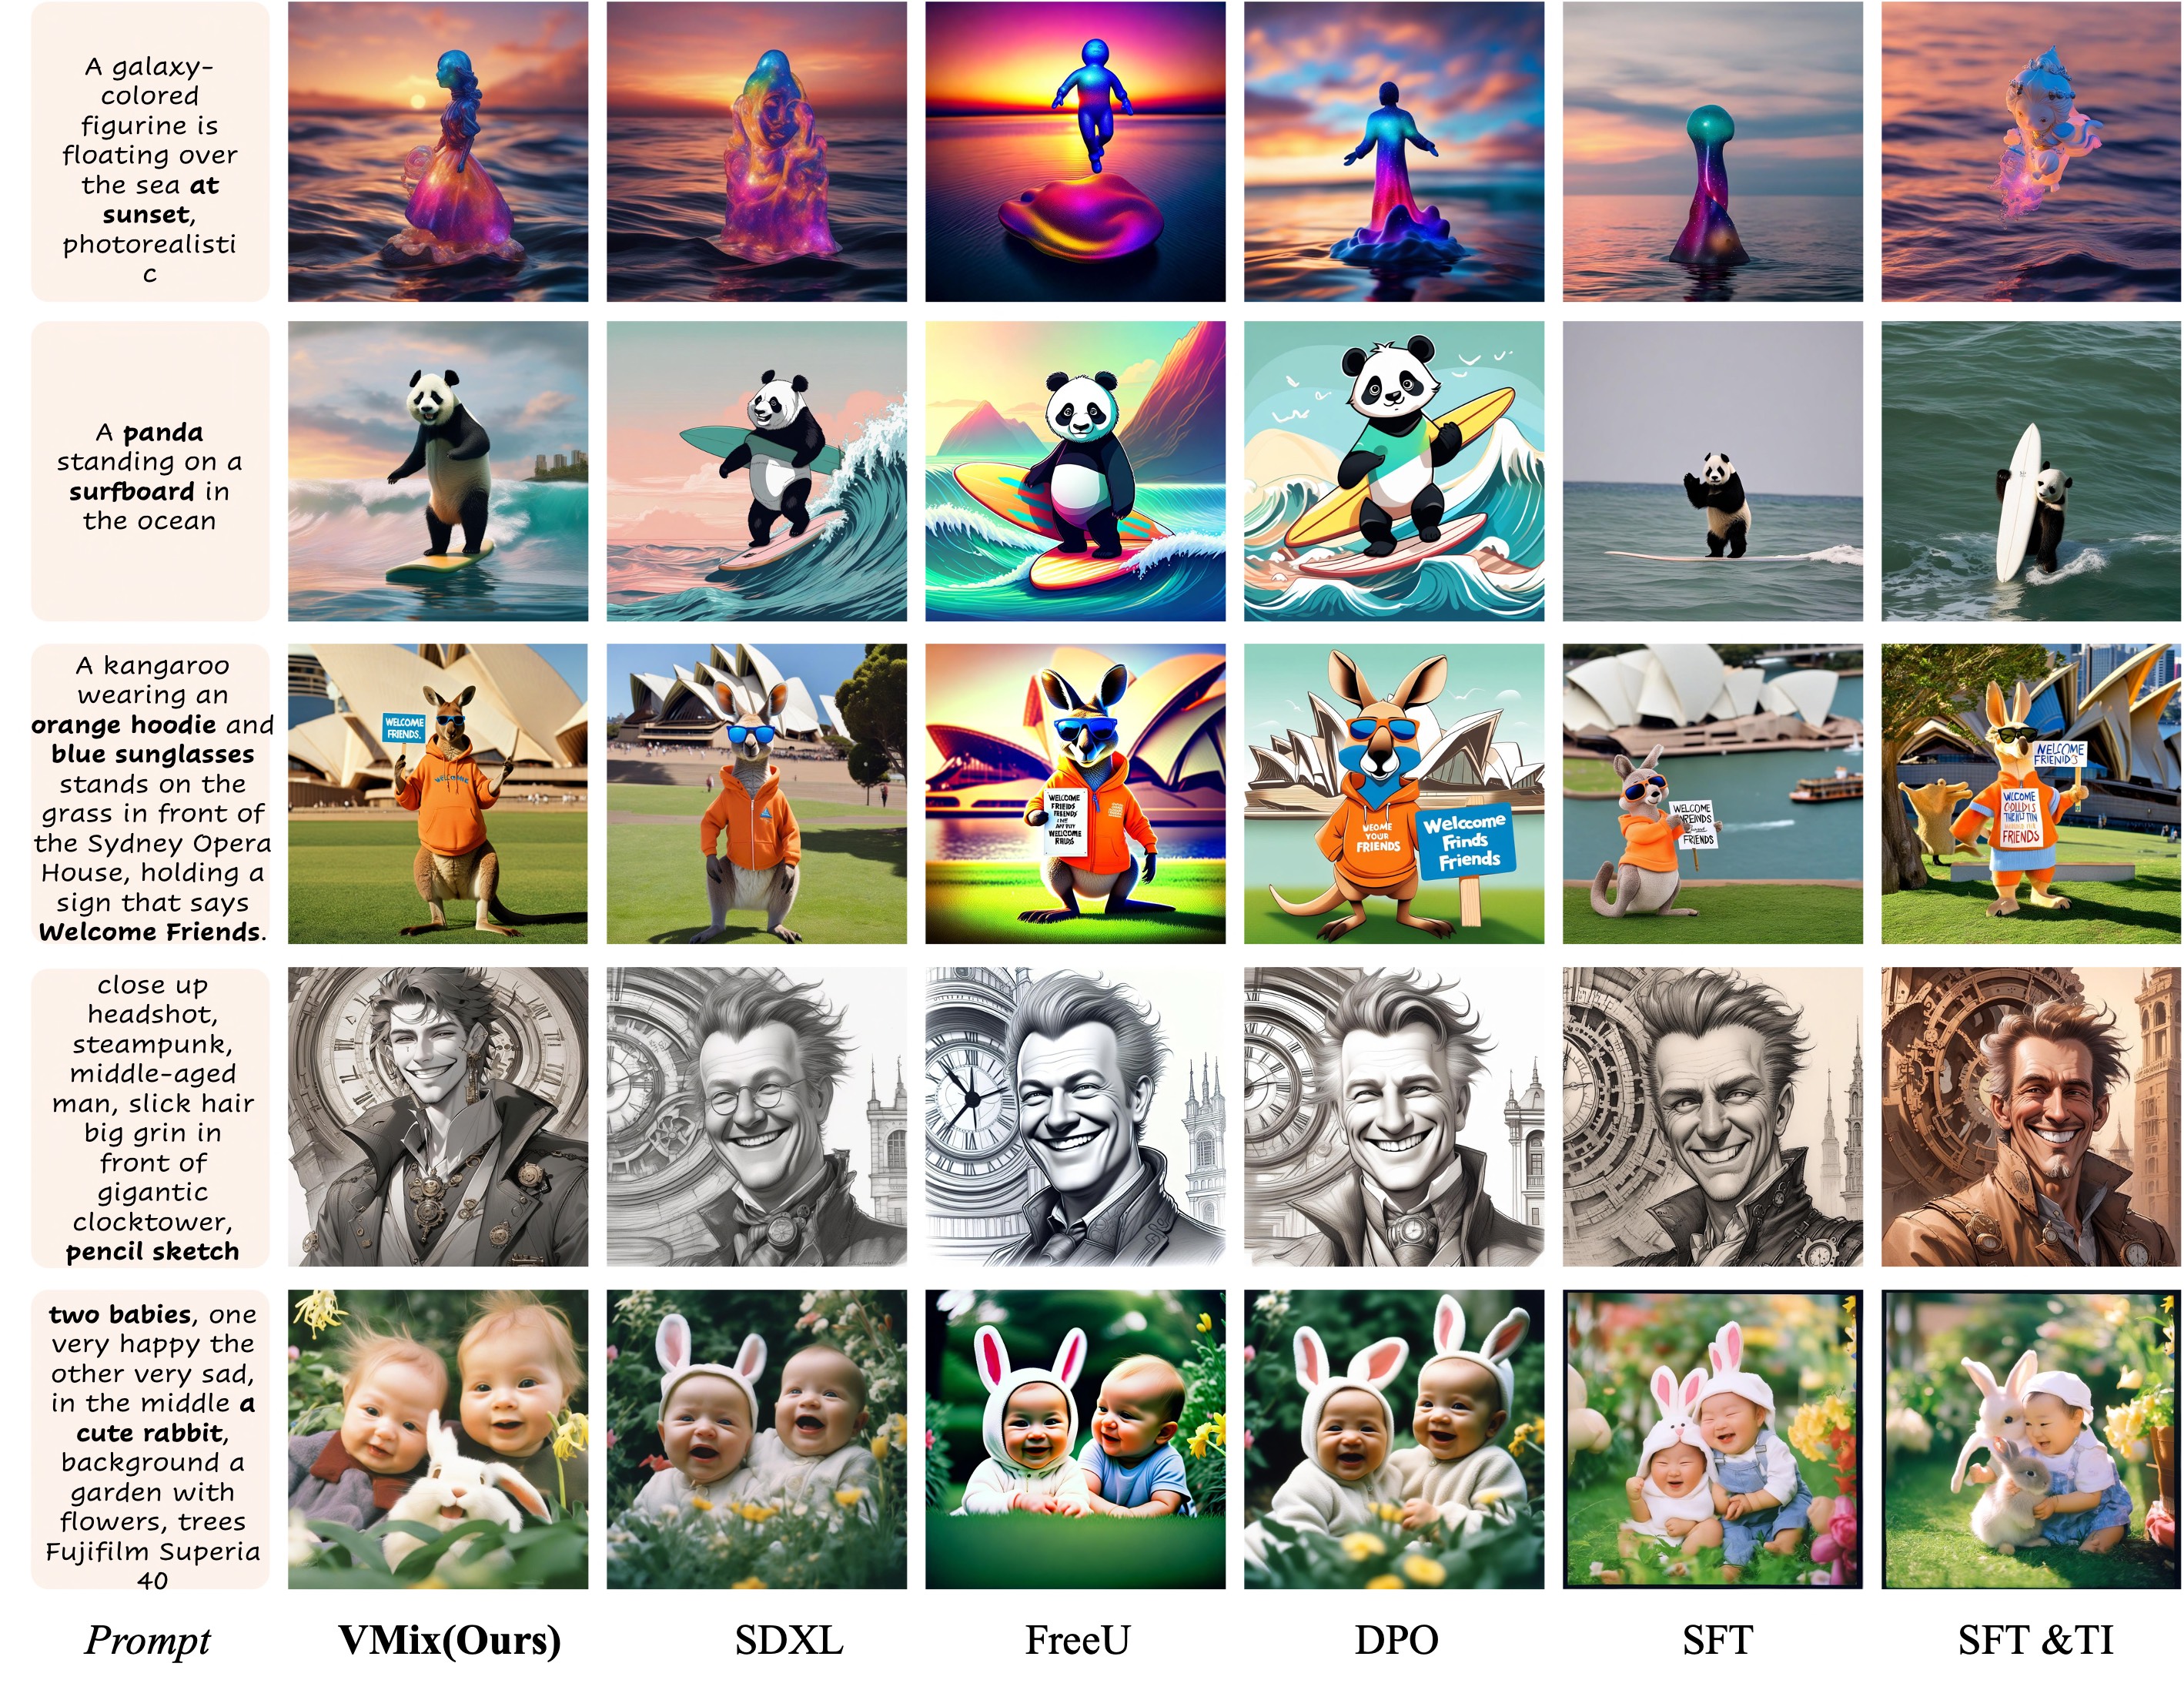 A galaxy-
colored
figurine is
floating over
the sea at
sunset,
photorealisti
c
A panda
standing on a
surfboard in
the ocean
A kangaroo
wearing an
orange hoodie and
blue sunglasses
stands on the
grass in front of
the Sydney Opera
House, holding a
sign that says
Welcome Friends.
WELCOME
FRIENDS.
WELCOME
WELCOME
FRIENDS
FRIENDS
WELCOME
WEOME
YOUR
FRIENDS
Welccome
Frinds
Friends
WELCOME
FRIENDS
WLCOME
FRIENDS
close up
headshot,
steampunk,
middle-aged
man, slick hair
big grin in
front of
gigantic
clocktower,
pencil sketch
two babies, one
very happy the
other very sad,
in the middle a
cute rabbit,
background a
garden with
flowers, trees
Fujifilm Superia
40
Prompt
VMix(Ours)
SDXL
FreeU
DPO
SFT
SFT &TI